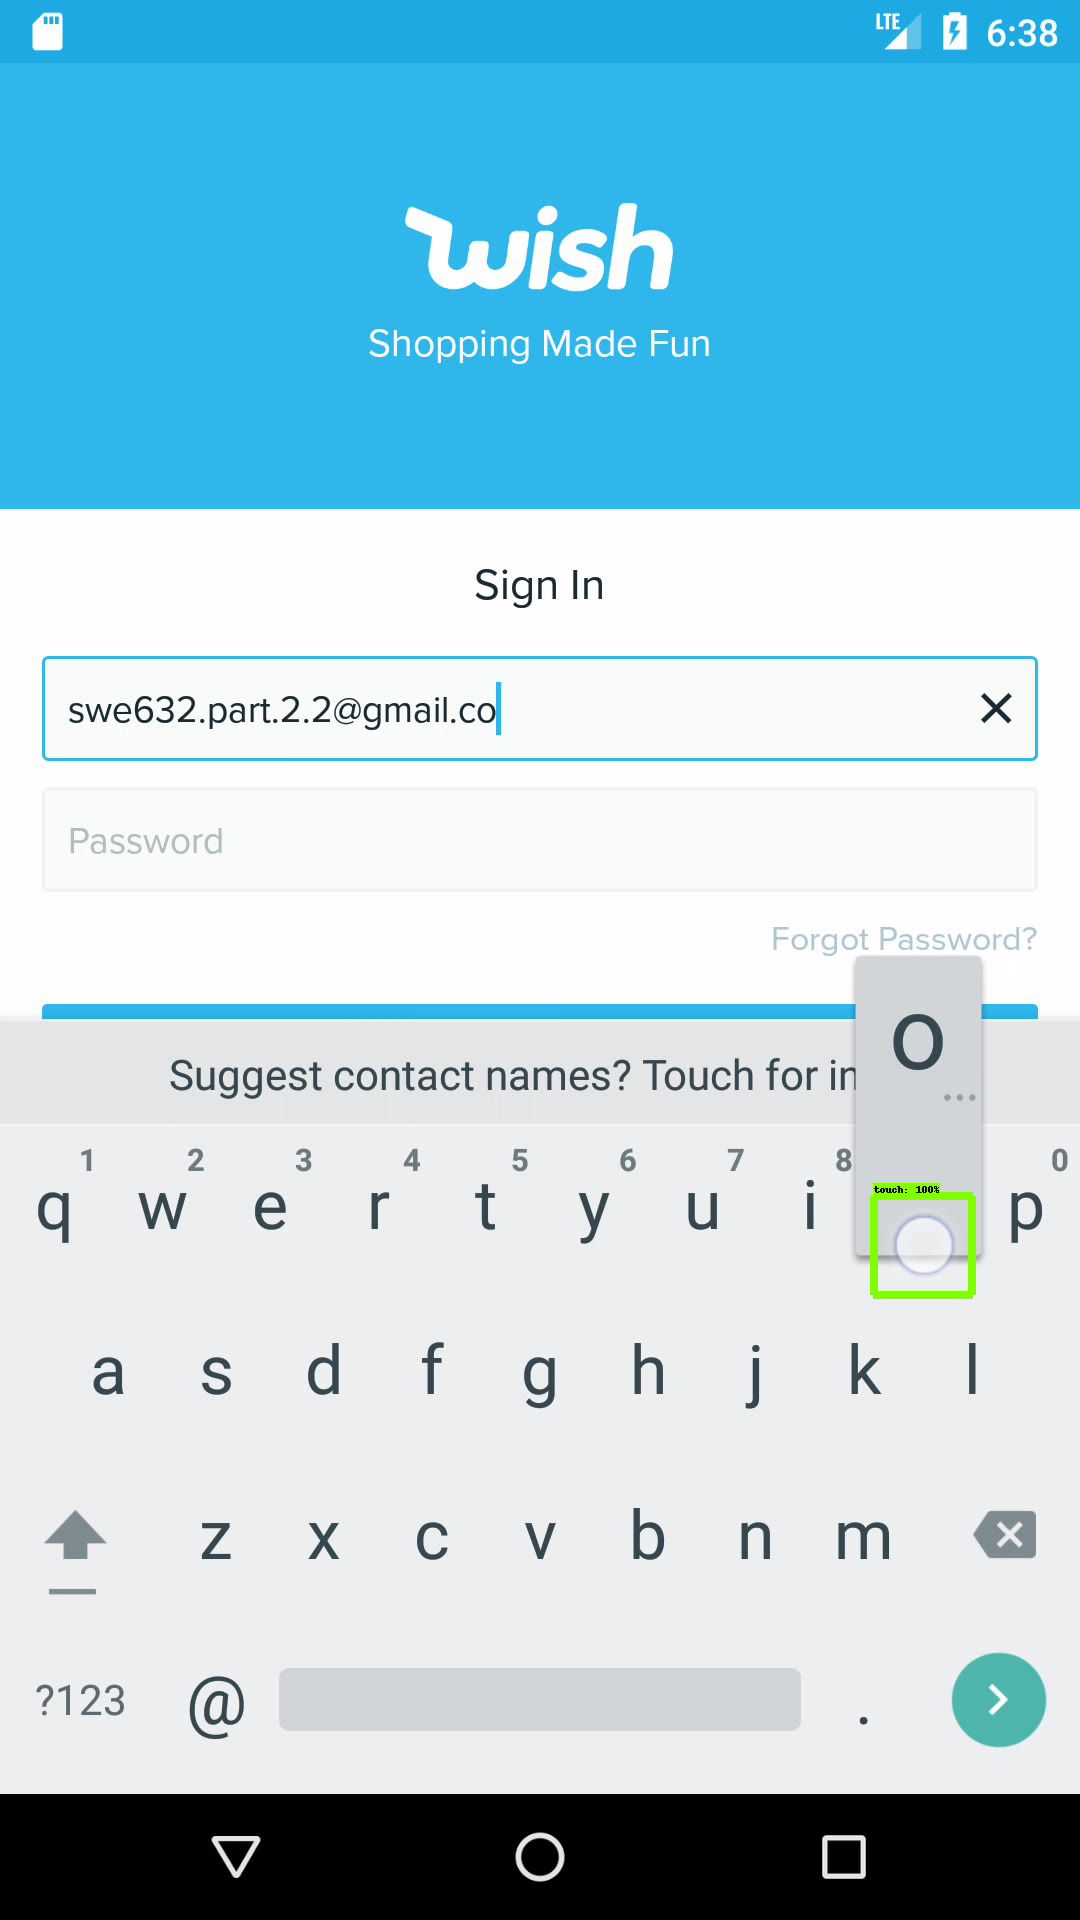 LTE 6:38
wish
Shopping Made Fun
Sign In
swe632.part.2.2@gmail.co
Password
Forgot Password?
o
...
Suggest contact names? Touch for in
1 2 3 4 5 6 7 8 0
q w e r t y u i p
touch: 100%
a s d f g h j k l
z x c v b n m
?123 @ .